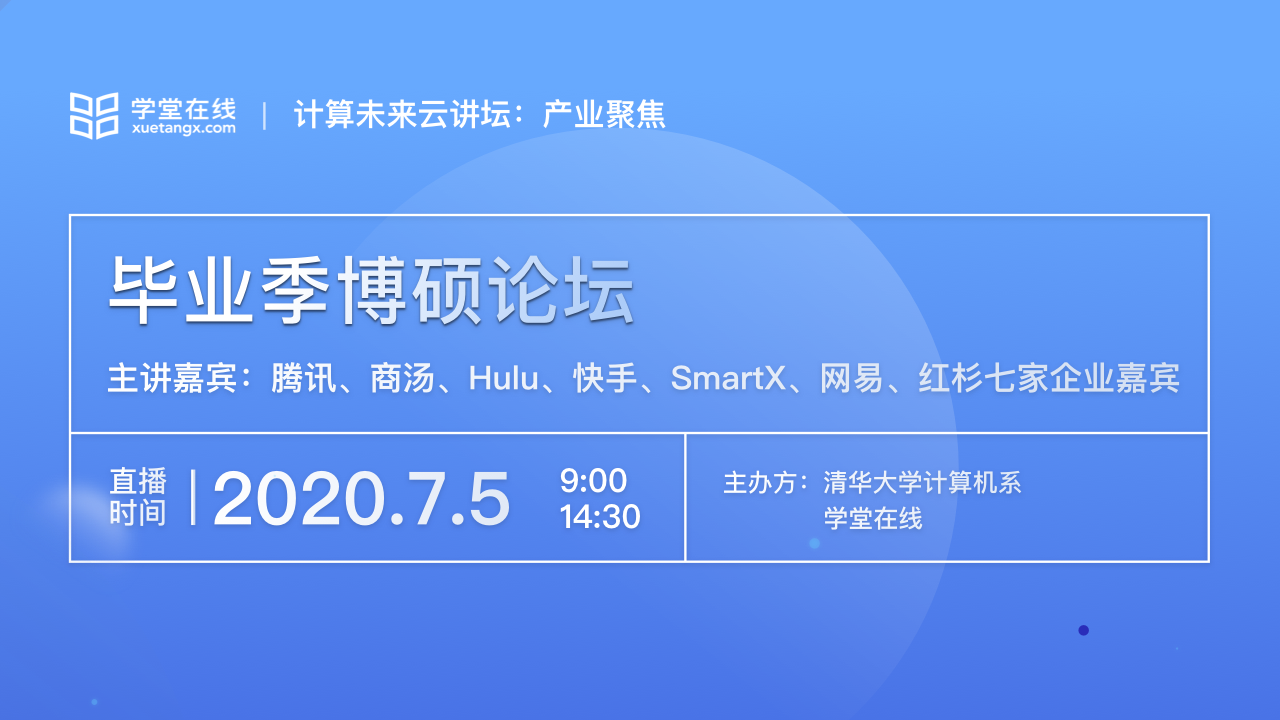 学堂在线
xuetangx.com
计算未来云讲坛：产业聚焦
毕业季博硕论坛
主讲嘉宾：腾讯、商汤、Hulu、快手、SmartX、网易、红杉七家企业嘉宾
直播
时间
2020.7.5
9:00
14:30
主办方：清华大学计算机系
学堂在线